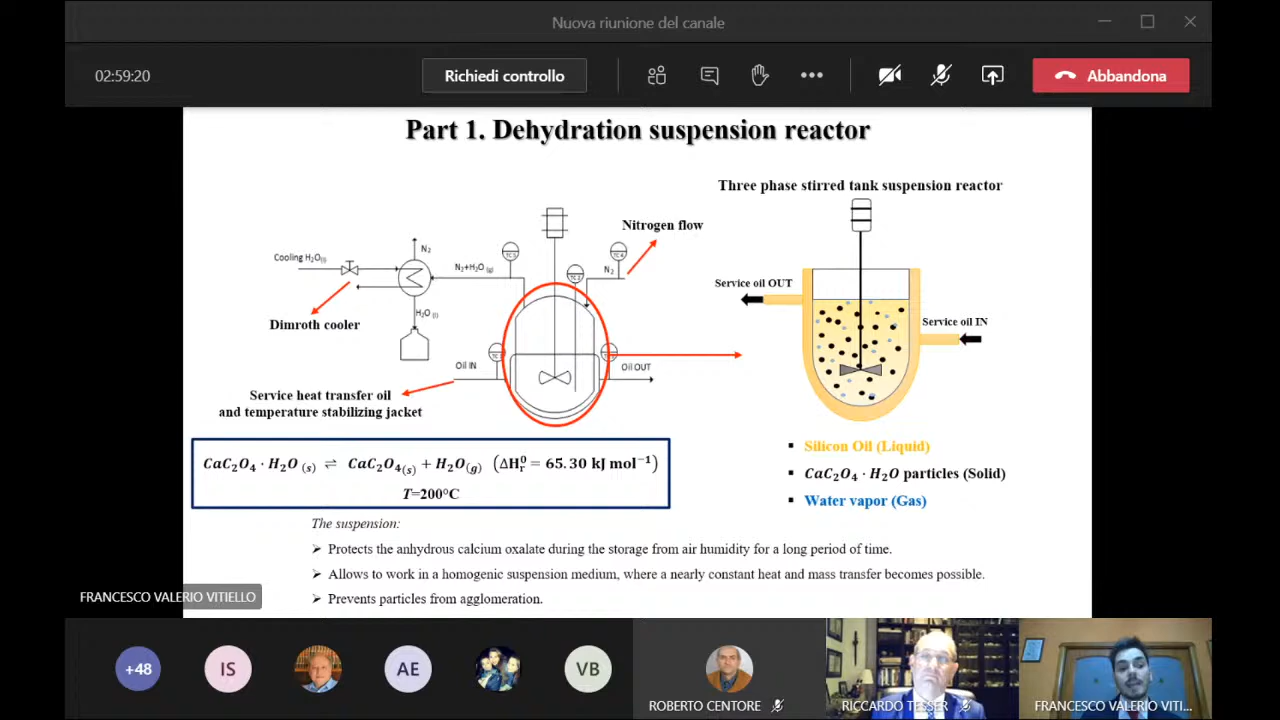 Nuova riunione del canale
02:59:20
Richiedi controllo
Abbandona
Part 1. Dehydration suspension reactor
Three phase stirred tank suspension reactor
Nitrogen flow
Cooling H₂O(l)
N₂
N₂+H₂O (g)
N₂
Dimroth cooler
H₂O (l)
Oil IN
Oil OUT
Service oil OUT
Service oil IN
Service heat transfer oil
and temperature stabilizing jacket
CaC₂O₄ · H₂O (s) ⇌ CaC₂O₄(s) + H₂O(g) (ΔHr⁰ = 65.30 kJ mol⁻¹)
T=200°C
▪ Silicon Oil (Liquid)
▪ CaC₂O₄ · H₂O particles (Solid)
▪ Water vapor (Gas)
The suspension:
➢ Protects the anhydrous calcium oxalate during the storage from air humidity for a long period of time.
➢ Allows to work in a homogenic suspension medium, where a nearly constant heat and mass transfer becomes possible.
➢ Prevents particles from agglomeration.
FRANCESCO VALERIO VITIELLO
+48
IS
AE
VB
ROBERTO CENTORE
RICCARDO TESSER
FRANCESCO VALERIO VITI...